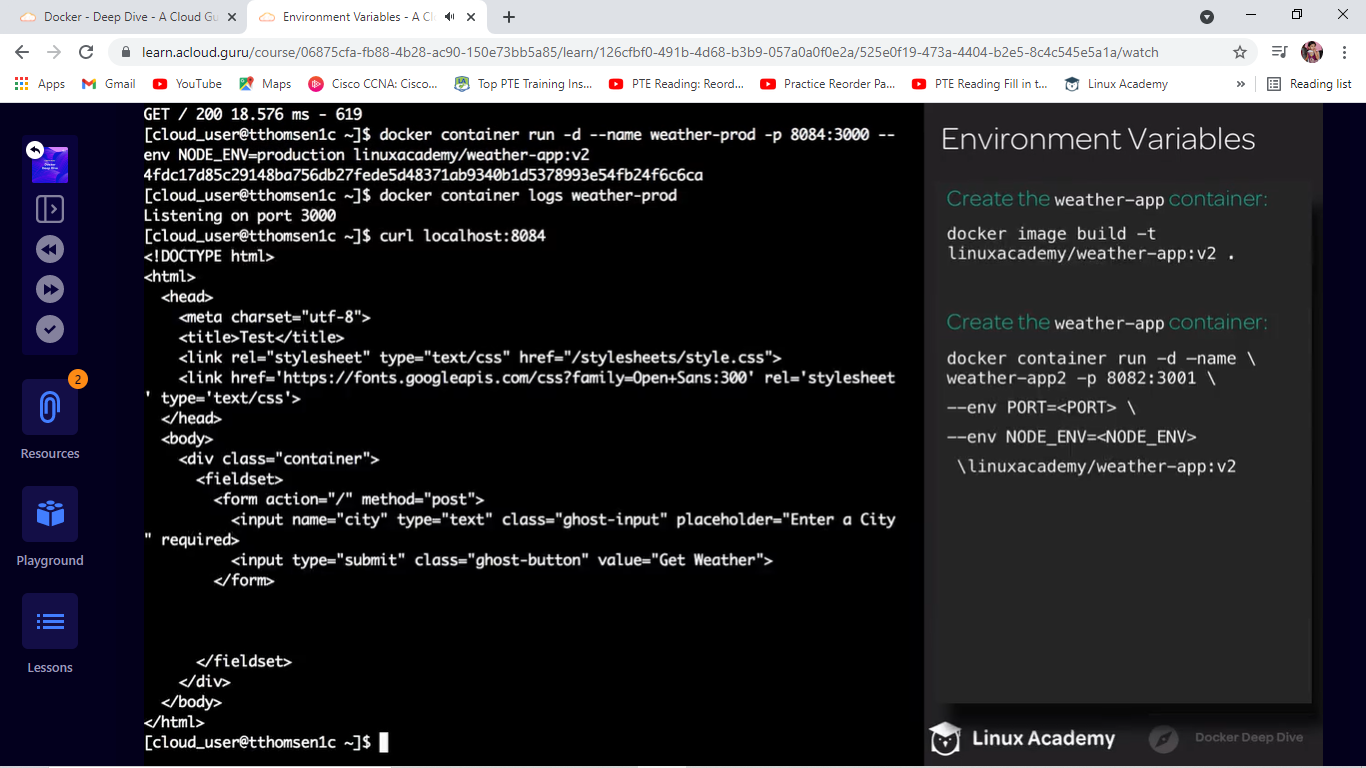 Docker - Deep Dive - A Cloud Gu
Environment Variables - A Cl
learn.acloud.guru/course/06875cfa-fb88-4b28-ac90-150e73bb5a85/learn/126cfbf0-491b-4d68-b3b9-057a0a0f0e2a/525e0f19-473a-4404-b2e5-8c4c545e5a1a/watch
Apps
Gmail
YouTube
Maps
Cisco CCNA: Cisco...
Top PTE Training Ins...
PTE Reading: Reord...
Practice Reorder Pa...
PTE Reading Fill in t...
Linux Academy
»
Reading list
2
Resources
Playground
Lessons
GET / 200 18.576 ms - 619
[cloud_user@tthomsen1c ~]$ docker container run -d --name weather-prod -p 8084:3000 --
env NODE_ENV=production linuxacademy/weather-app:v2
4fdc17d85c29148ba756db27fede5d48371ab9340b1d5378993e54fb24f6c6ca
[cloud_user@tthomsen1c ~]$ docker container logs weather-prod
Listening on port 3000
[cloud_user@tthomsen1c ~]$ curl localhost:8084
<!DOCTYPE html>
<html>
<head>
<meta charset="utf-8">
<title>Test</title>
<link rel="stylesheet" type="text/css" href="/stylesheets/style.css">
<link href='https://fonts.googleapis.com/css?family=Open+Sans:300' rel='stylesheet
' type='text/css'>
</head>
<body>
<div class="container">
<fieldset>
<form action="/" method="post">
<input name="city" type="text" class="ghost-input" placeholder="Enter a City
" required>
<input type="submit" class="ghost-button" value="Get Weather">
</form>
</fieldset>
</div>
</body>
</html>
[cloud_user@tthomsen1c ~]$
Environment Variables
Create the weather-app container:
docker image build -t
linuxacademy/weather-app:v2 .
Create the weather-app container:
docker container run -d —name \
weather-app2 -p 8082:3001 \
--env PORT=<PORT> \
--env NODE_ENV=<NODE_ENV>
\linuxacademy/weather-app:v2
Linux Academy
Docker Deep Dive